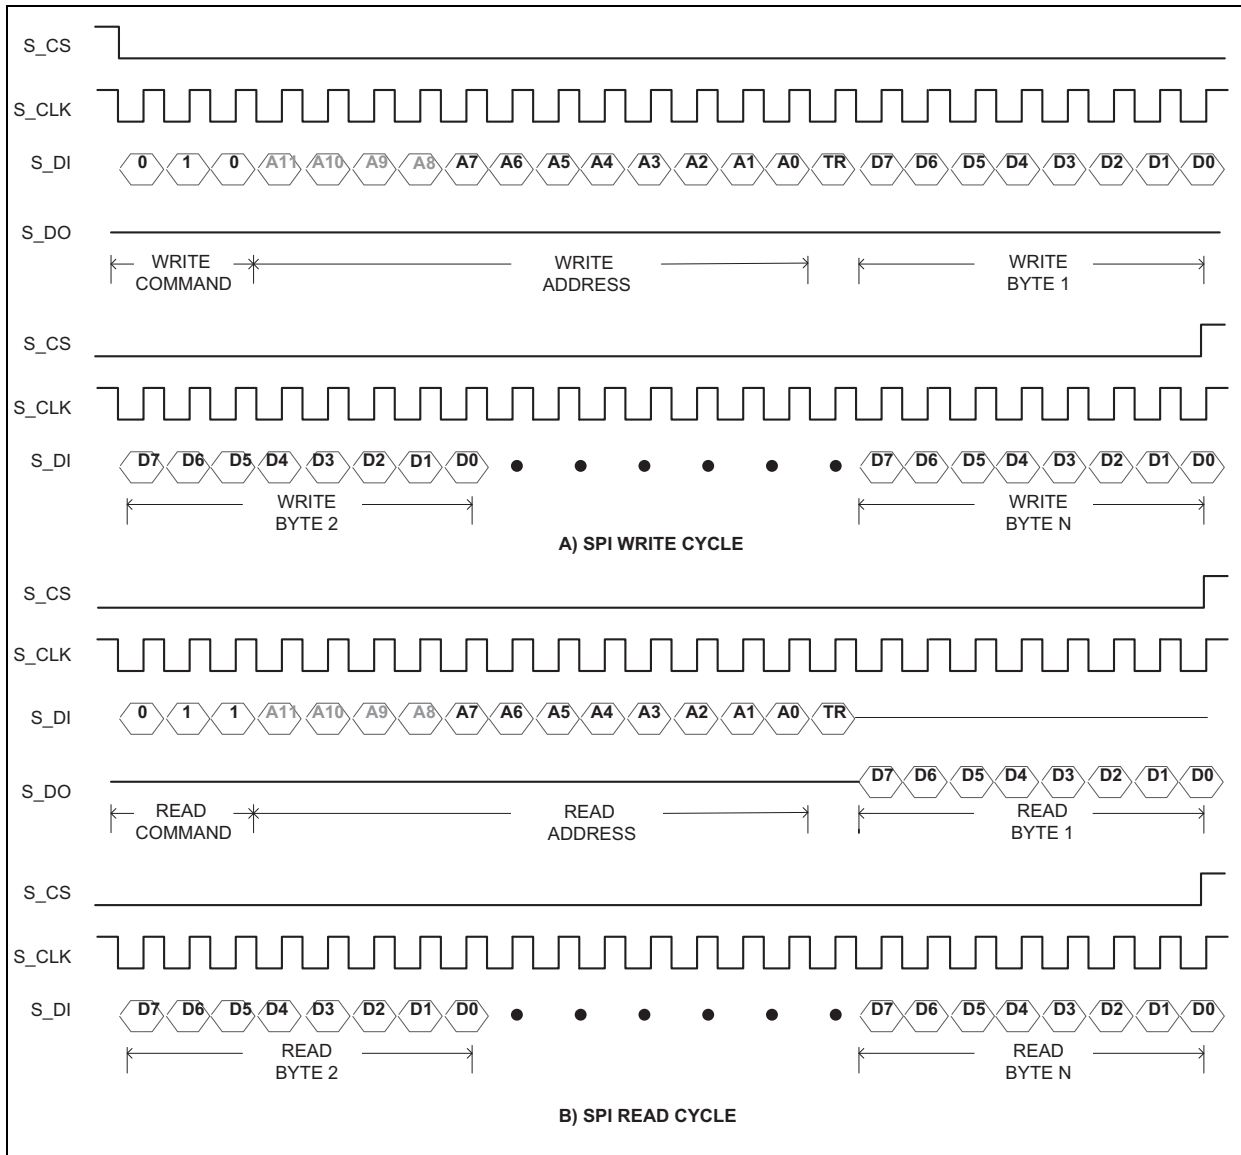 S_CS
S_CLK
S_DI 0 1 0 A11 A10 A9 A8 A7 A6 A5 A4 A3 A2 A1 A0 TR D7 D6 D5 D4 D3 D2 D1 D0
S_DO
WRITE COMMAND
WRITE ADDRESS
WRITE BYTE 1
S_CS
S_CLK
S_DI D7 D6 D5 D4 D3 D2 D1 D0 ● ● ● ● ● ● D7 D6 D5 D4 D3 D2 D1 D0
WRITE BYTE 2
WRITE BYTE N
A) SPI WRITE CYCLE
S_CS
S_CLK
S_DI 0 1 1 A11 A10 A9 A8 A7 A6 A5 A4 A3 A2 A1 A0 TR
S_DO D7 D6 D5 D4 D3 D2 D1 D0
READ COMMAND
READ ADDRESS
READ BYTE 1
S_CS
S_CLK
S_DI D7 D6 D5 D4 D3 D2 D1 D0 ● ● ● ● ● ● D7 D6 D5 D4 D3 D2 D1 D0
READ BYTE 2
READ BYTE N
B) SPI READ CYCLE